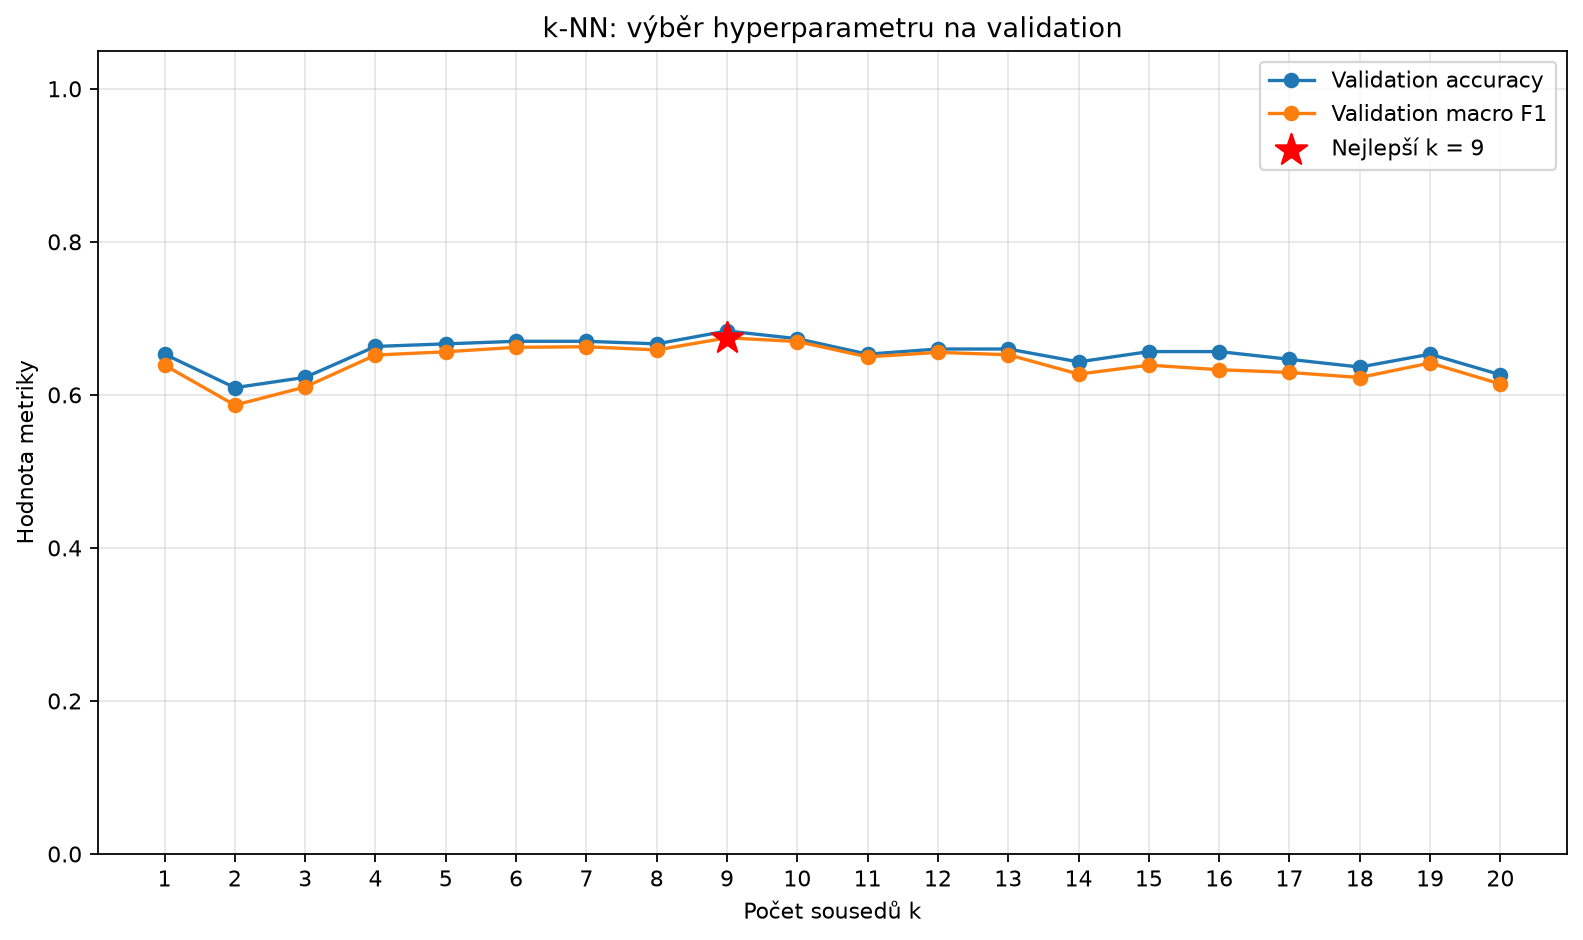 k-NN: výběr hyperparametru na validation
Validation accuracy
Validation macro F1
Nejlepší k = 9
Hodnota metriky
1.0
0.8
0.6
0.4
0.2
0.0
1 2 3 4 5 6 7 8 9 10 11 12 13 14 15 16 17 18 19 20
Počet sousedů k